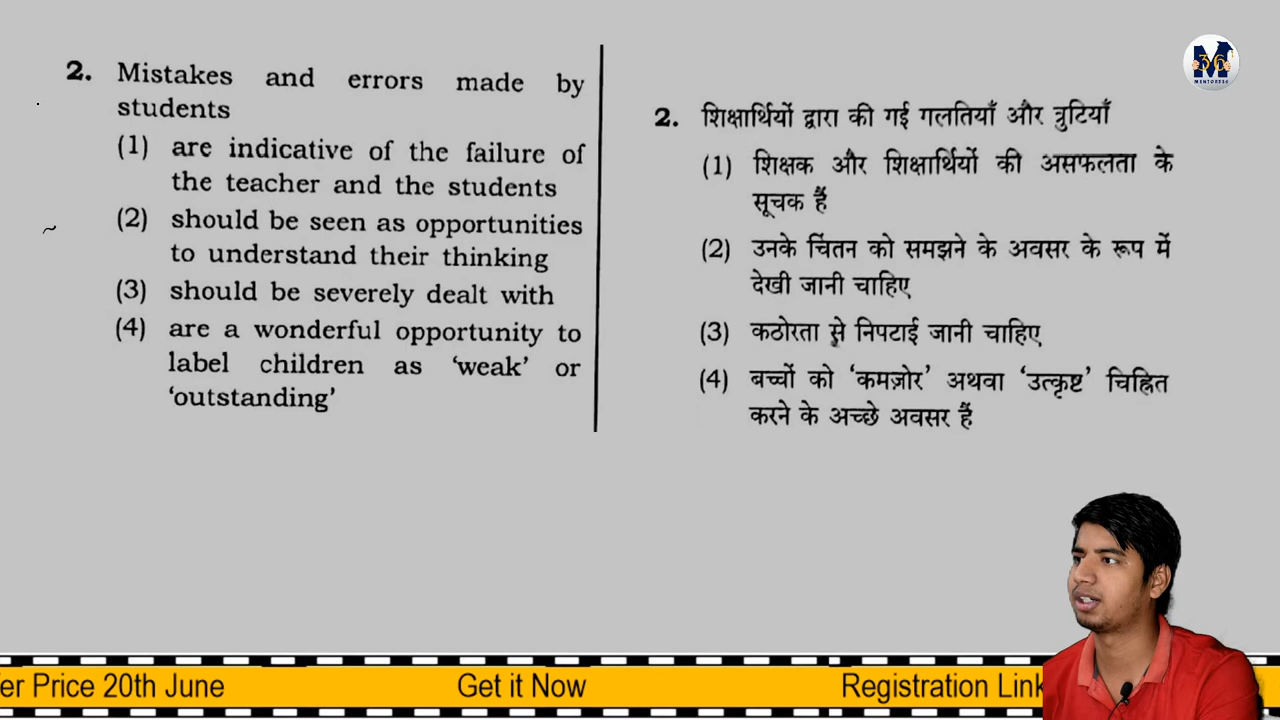 2. Mistakes and errors made by
students
(1) are indicative of the failure of
the teacher and the students
(2) should be seen as opportunities
to understand their thinking
(3) should be severely dealt with
(4) are a wonderful opportunity to
label children as ‘weak’ or
‘outstanding’
2. शिक्षार्थियों द्वारा की गई गलतियाँ और त्रुटियाँ
(1) शिक्षक और शिक्षार्थियों की असफलता के
सूचक हैं
(2) उनके चिंतन को समझने के अवसर के रूप में
देखी जानी चाहिए
(3) कठोरता से निपटाई जानी चाहिए
(4) बच्चों को ‘कमज़ोर’ अथवा ‘उत्कृष्ट’ चिह्नित
करने के अच्छे अवसर हैं
M
36
MENTORS36
er Price 20th June Get it Now Registration Link